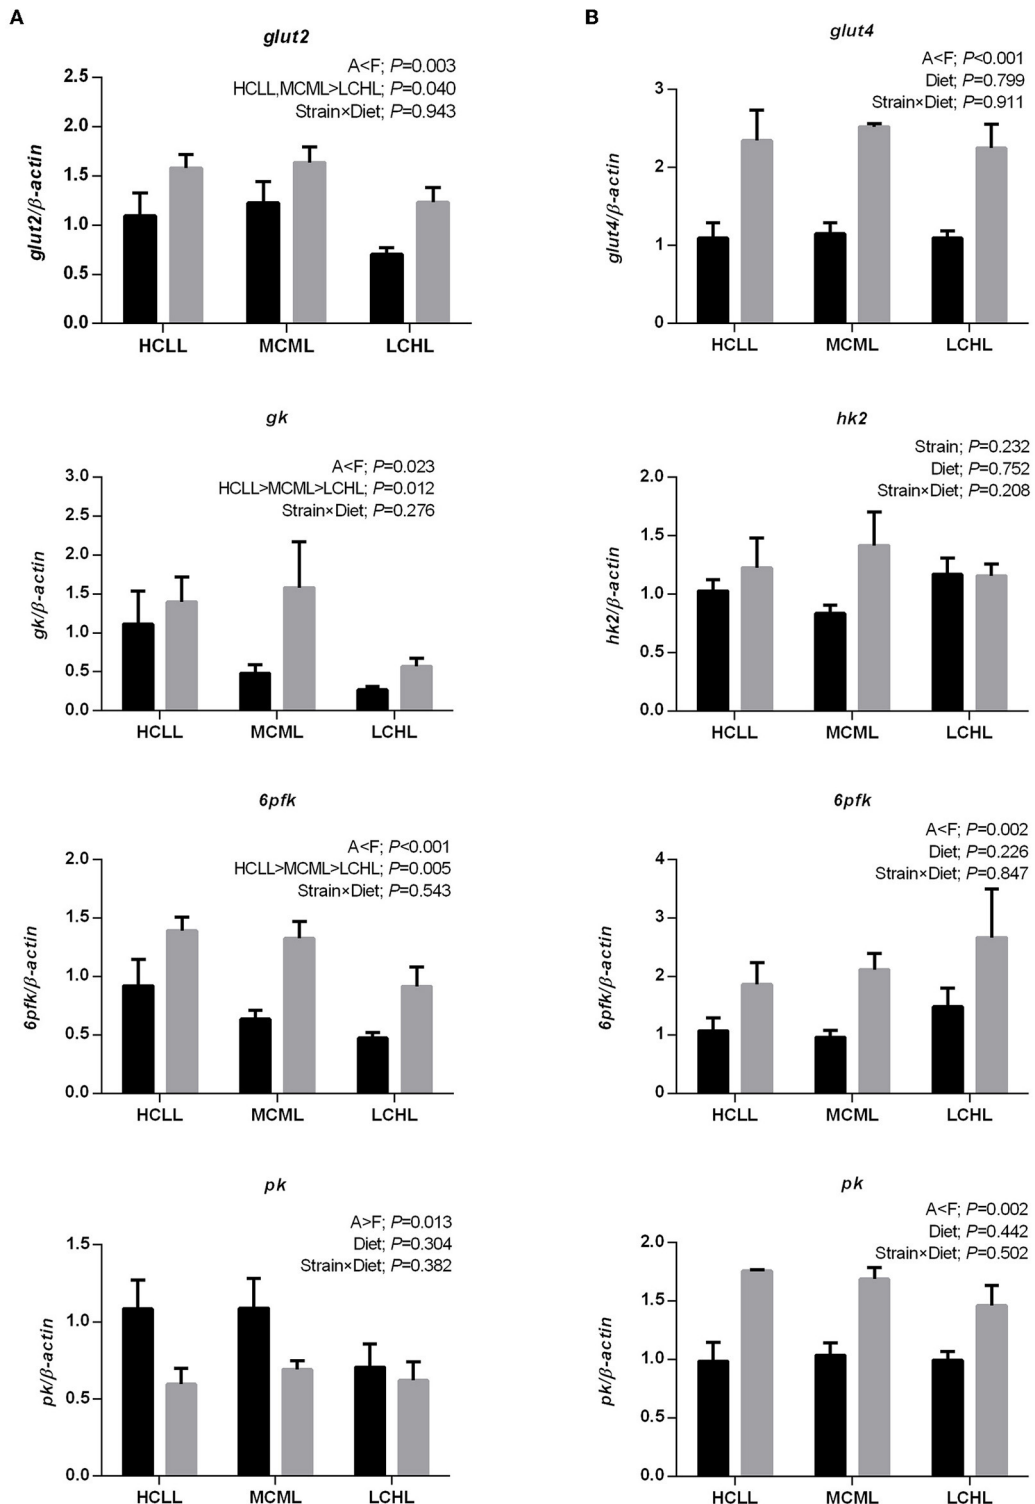 A
glut2
A<F; P=0.003
HCLL,MCML>LCHL; P=0.040
Strain×Diet; P=0.943
glut2/β-actin
2.5
2.0
1.5
1.0
0.5
0.0
HCLL MCML LCHL
gk
A<F; P=0.023
HCLL>MCML>LCHL; P=0.012
Strain×Diet; P=0.276
gk/β-actin
3.0
2.5
2.0
1.5
1.0
0.5
0.0
HCLL MCML LCHL
6pfk
A<F; P<0.001
HCLL>MCML>LCHL; P=0.005
Strain×Diet; P=0.543
6pfk/β-actin
2.0
1.5
1.0
0.5
0.0
HCLL MCML LCHL
pk
A>F; P=0.013
Diet; P=0.304
Strain×Diet; P=0.382
pk/β-actin
1.5
1.0
0.5
0.0
HCLL MCML LCHL
B
glut4
A<F; P<0.001
Diet; P=0.799
Strain×Diet; P=0.911
glut4/β-actin
3
2
1
0
HCLL MCML LCHL
hk2
Strain; P=0.232
Diet; P=0.752
Strain×Diet; P=0.208
hk2/β-actin
2.0
1.5
1.0
0.5
0.0
HCLL MCML LCHL
6pfk
A<F; P=0.002
Diet; P=0.226
Strain×Diet; P=0.847
6pfk/β-actin
4
3
2
1
0
HCLL MCML LCHL
pk
A<F; P=0.002
Diet; P=0.442
Strain×Diet; P=0.502
pk/β-actin
2.0
1.5
1.0
0.5
0.0
HCLL MCML LCHL